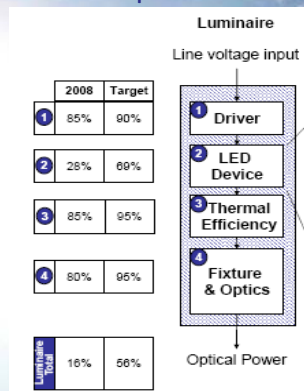 Luminaire
Line voltage input
2008 Target
1 85% 90%
2 28% 69%
3 85% 95%
4 80% 95%
Luminaire Total 16% 56%
1 Driver
2 LED
Device
3 Thermal
Efficiency
4 Fixture
& Optics
Optical Power